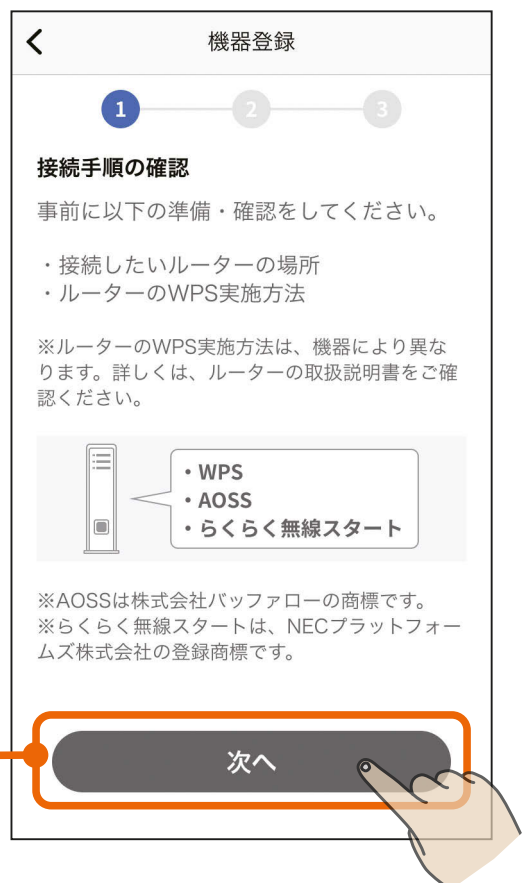 機器登録
1 2 3
接続手順の確認
事前に以下の準備・確認をしてください。
・接続したいルーターの場所
・ルーターのWPS実施方法
※ルーターのWPS実施方法は、機器により異な
ります。詳しくは、ルーターの取扱説明書をご確
認ください。
・WPS
・AOSS
・らくらく無線スタート
※AOSSは株式会社バッファローの商標です。
※らくらく無線スタートは、NECプラットフォー
ムズ株式会社の登録商標です。
次へ